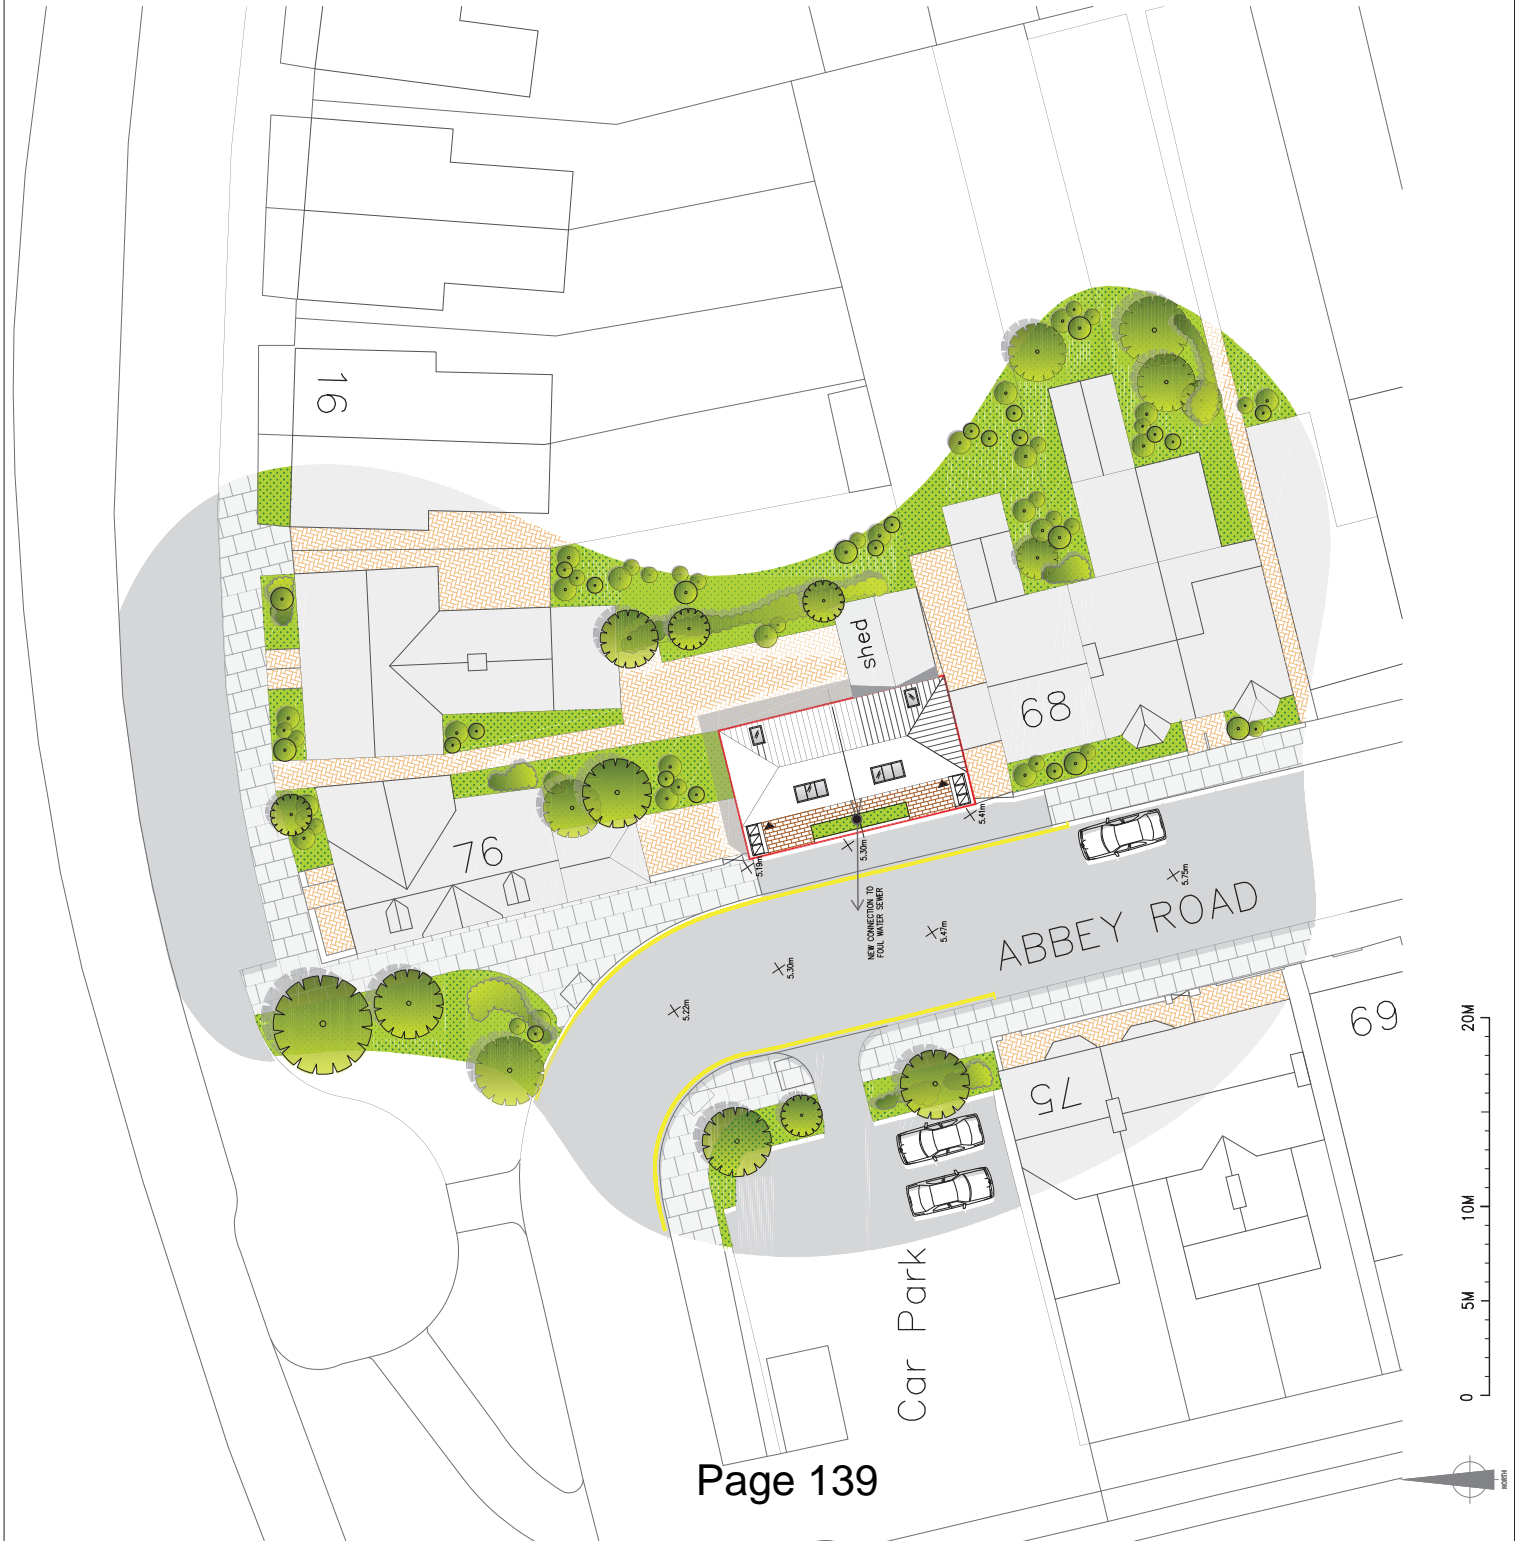 16
shed
68
76
5.41m
5.19m
5.30m
5.75m
NEW CONNECTION TO
FOUL WATER SEWER
5.47m
ABBEY ROAD
5.30m
5.22m
69
75
Car Park
20M
10M
5M
0
NORTH
Page 139